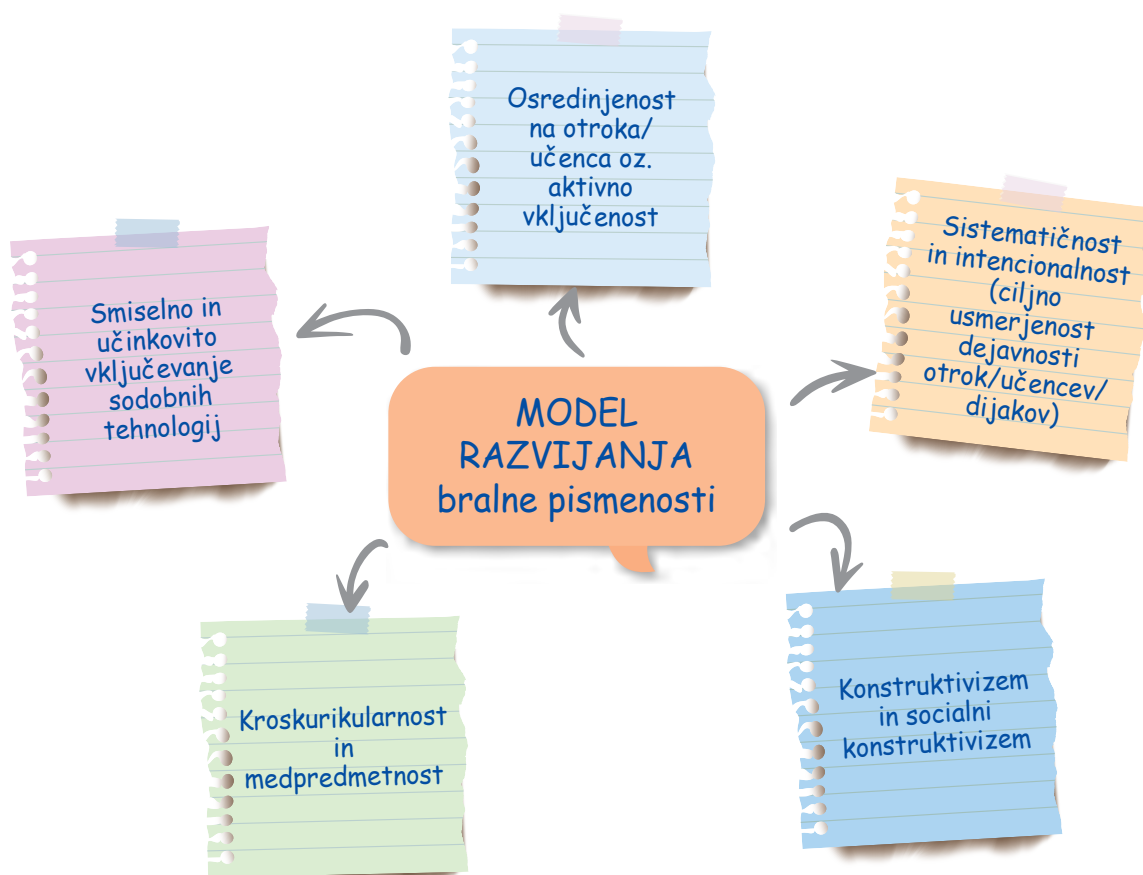 Osredinjenost
na otroka/
učenca oz.
aktivno
vključenost
Sistematičnost
in intencionalnost
(ciljno
usmerjenost
dejavnosti
otrok/učencev/
dijakov)
Smiselno in
učinkovito
vključevanje
sodobnih
tehnologij
MODEL
RAZVIJANJA
bralne pismenosti
Kroskurikularnost
in
medpredmetnost
Konstruktivizem
in socialni
konstruktivizem